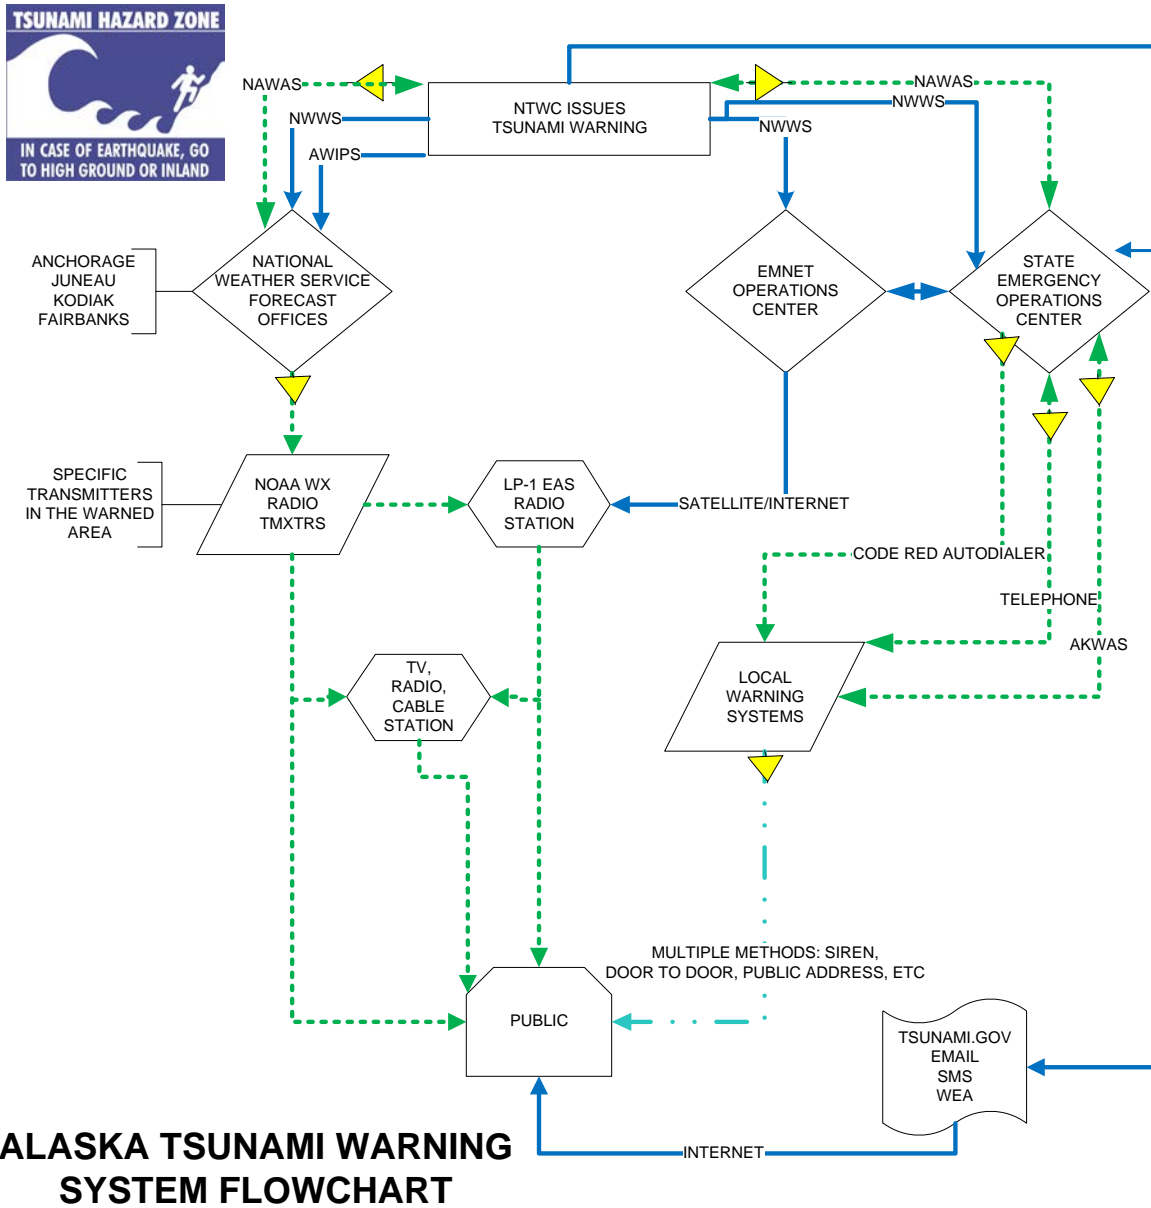 TSUNAMI HAZARD ZONE
IN CASE OF EARTHQUAKE, GO
TO HIGH GROUND OR INLAND
NAWAS
NWWS
AWIPS
NTWC ISSUES
TSUNAMI WARNING
NAWAS
NWWS
NWWS
ANCHORAGE
JUNEAU
KODIAK
FAIRBANKS
NATIONAL
WEATHER SERVICE
FORECAST
OFFICES
EMNET
OPERATIONS
CENTER
STATE
EMERGENCY
OPERATIONS
CENTER
SPECIFIC
TRANSMITTERS
IN THE WARNED
AREA
NOAA WX
RADIO
TMXTRS
LP-1 EAS
RADIO
STATION
SATELLITE/INTERNET
CODE RED AUTODIALER
TELEPHONE
AKWAS
TV,
RADIO,
CABLE
STATION
LOCAL
WARNING
SYSTEMS
MULTIPLE METHODS: SIREN,
DOOR TO DOOR, PUBLIC ADDRESS, ETC
PUBLIC
TSUNAMI.GOV
EMAIL
SMS
WEA
INTERNET
ALASKA TSUNAMI WARNING
SYSTEM FLOWCHART